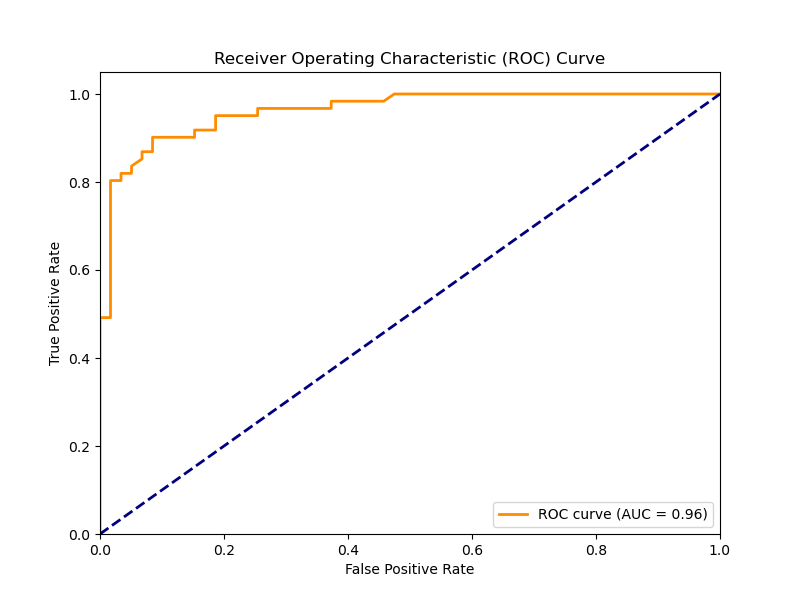 Receiver Operating Characteristic (ROC) Curve
True Positive Rate
1.0
0.8
0.6
0.4
0.2
0.0
ROC curve (AUC = 0.96)
0.0 0.2 0.4 0.6 0.8 1.0
False Positive Rate